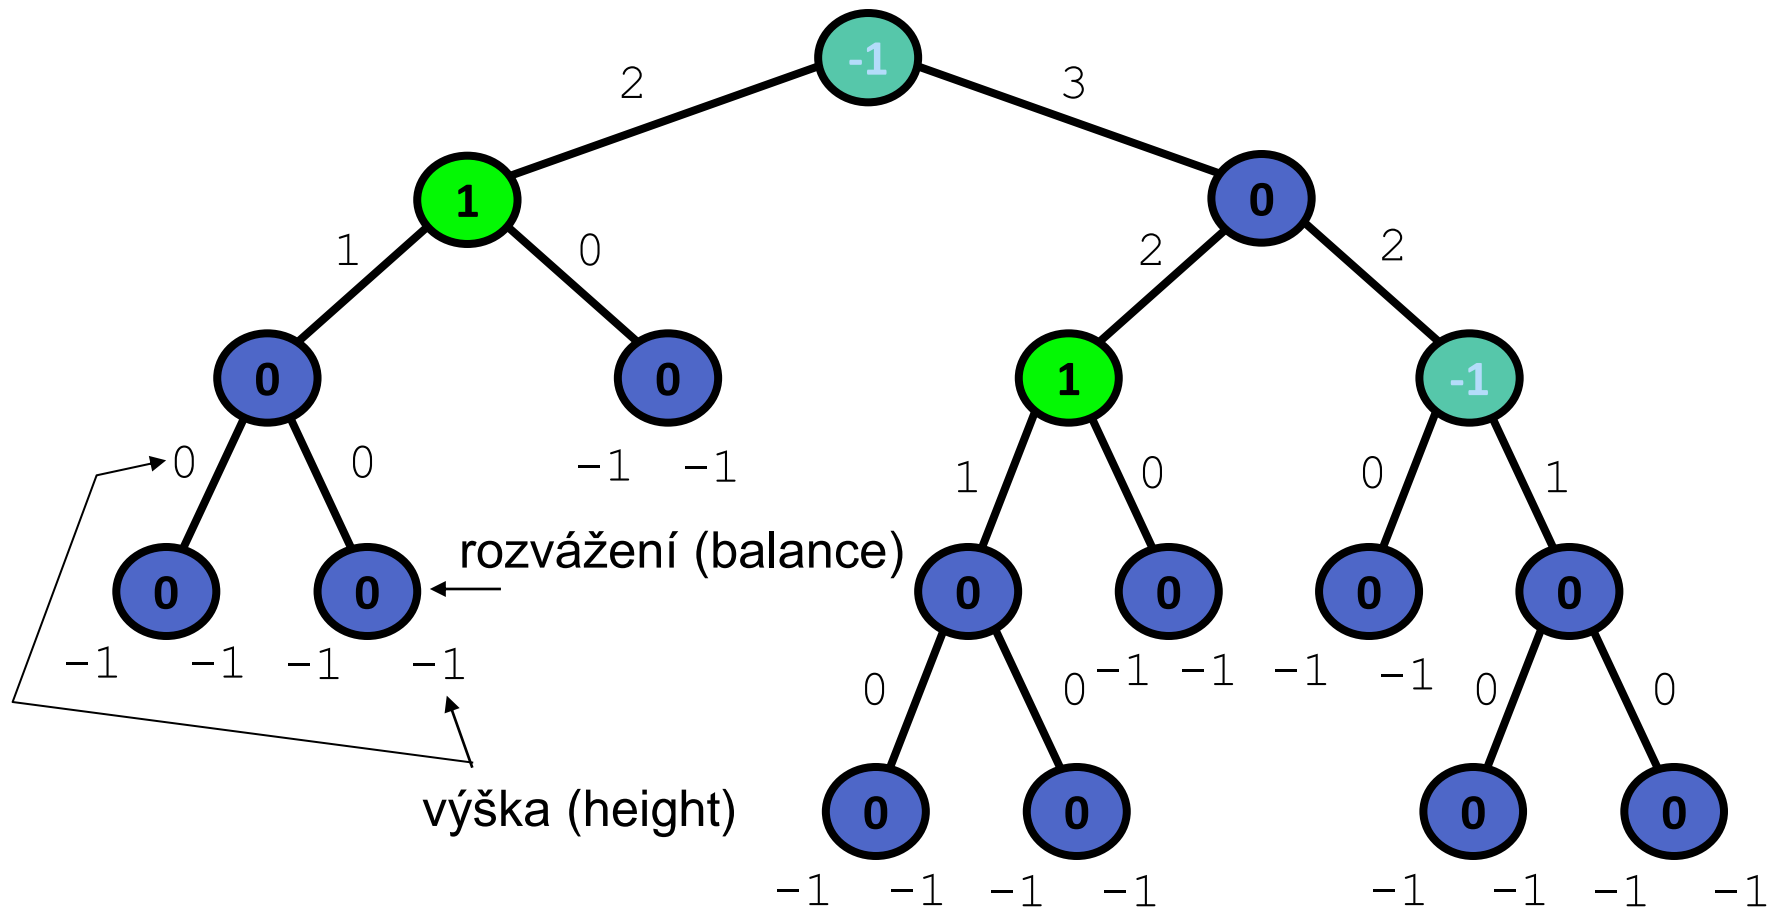 -1
2 3
1 0
1 0 2 2
0 0 1 -1
0 0 -1 -1 1 0 0 1
rozvážení (balance)
0 0 0 0 0 0
-1 -1 -1 -1 -1 -1 -1 -1
0 0 0 0
výška (height)
0 0 0 0
-1 -1 -1 -1 -1 -1 -1 -1